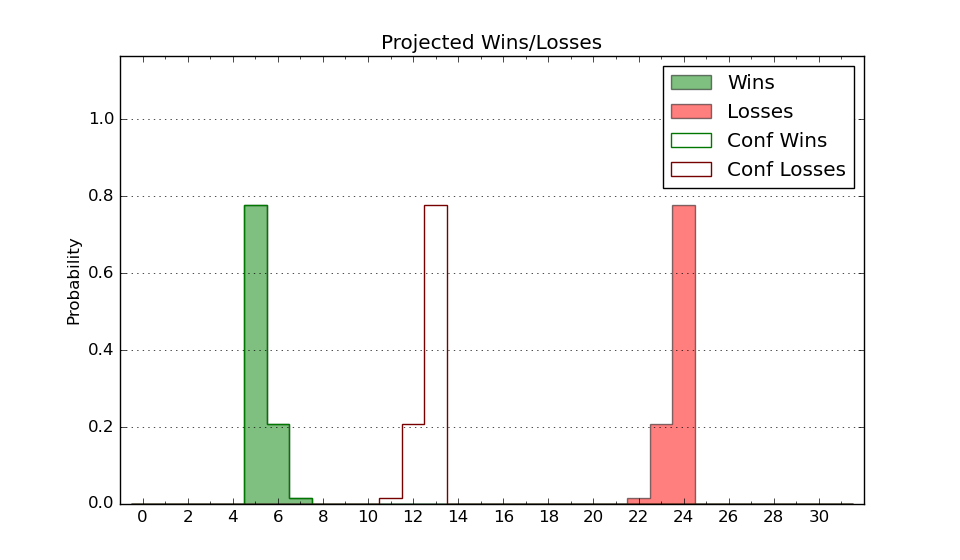 Projected Wins/Losses
Wins
Losses
Conf Wins
Conf Losses
Probability
1.0
0.8
0.6
0.4
0.2
0.0
0 2 4 6 8 10 12 14 16 18 20 22 24 26 28 30